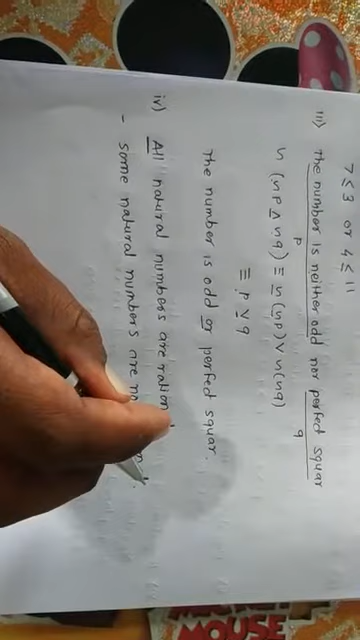 7 ≤ 3 or 4 ≤ 11
iii) The number is neither odd nor perfect squar
p q
~(~p ∧ ~q) ≡ ~(~p) ∨ ~(~q)
≡ p ∨ q
The number is odd or perfect squar.
iv) All natural numbers are
- some natural numbers are
MOUSE